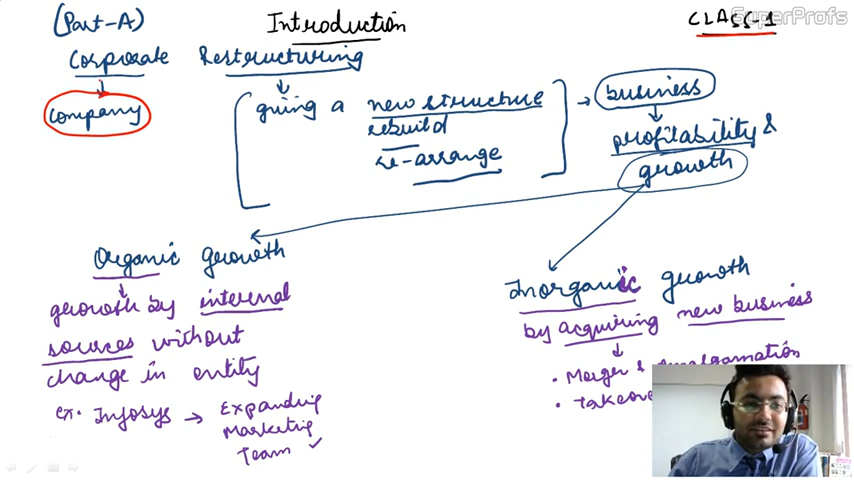 (Part-A)
Introduction
CLASS-1
SuperProfs
Corporate Restructuring
Company
giving a new structure
rebuild
re-arrange
business
profitability &
growth
Organic growth
growth by internal
sources without
change in entity
ex. Infosys → Expanding
Marketing
Team ✓
Inorganic growth
by acquiring new business
• Merger & Amalgamation
• Takeove